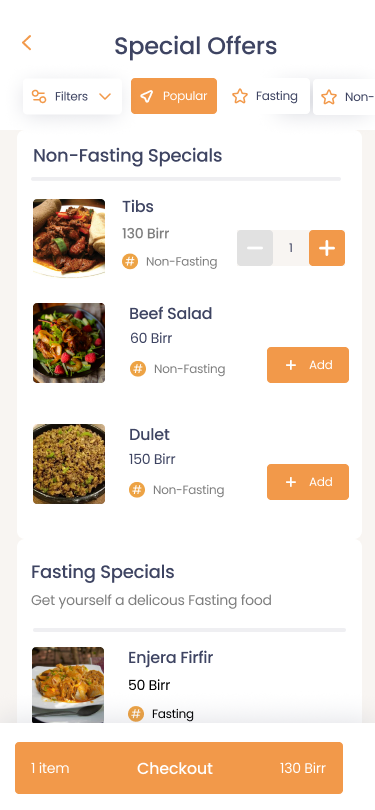 Special Offers
Filters
Popular
Fasting
Non-
Non-Fasting Specials
Tibs
130 Birr
# Non-Fasting
1
Beef Salad
60 Birr
# Non-Fasting
+ Add
Dulet
150 Birr
# Non-Fasting
+ Add
Fasting Specials
Get yourself a delicous Fasting food
Enjera Firfir
50 Birr
# Fasting
1 item Checkout 130 Birr